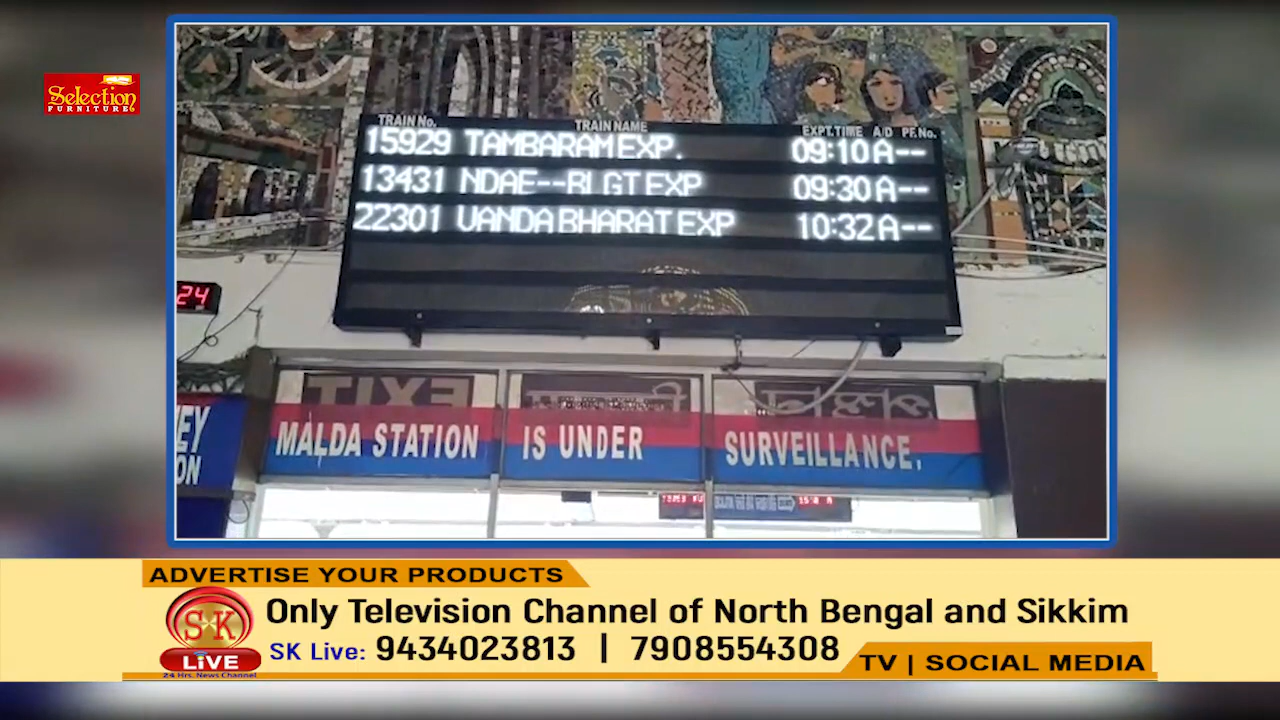 Selection
FURNITURE
TRAIN No. TRAIN NAME EXPT.TIME A/D PF.No.
15929 TAMBARAM EXP. 09:10 A--
13431 NDAE--BLGT EXP 09:30 A--
22301 VANDA BHARAT EXP 10:32 A--
24
EXIT
MALDA STATION IS UNDER SURVEILLANCE,
EY
ON
ADVERTISE YOUR PRODUCTS
Only Television Channel of North Bengal and Sikkim
SK LIVE
24 Hrs. News Channel
SK Live: 9434023813 | 7908554308
TV | SOCIAL MEDIA